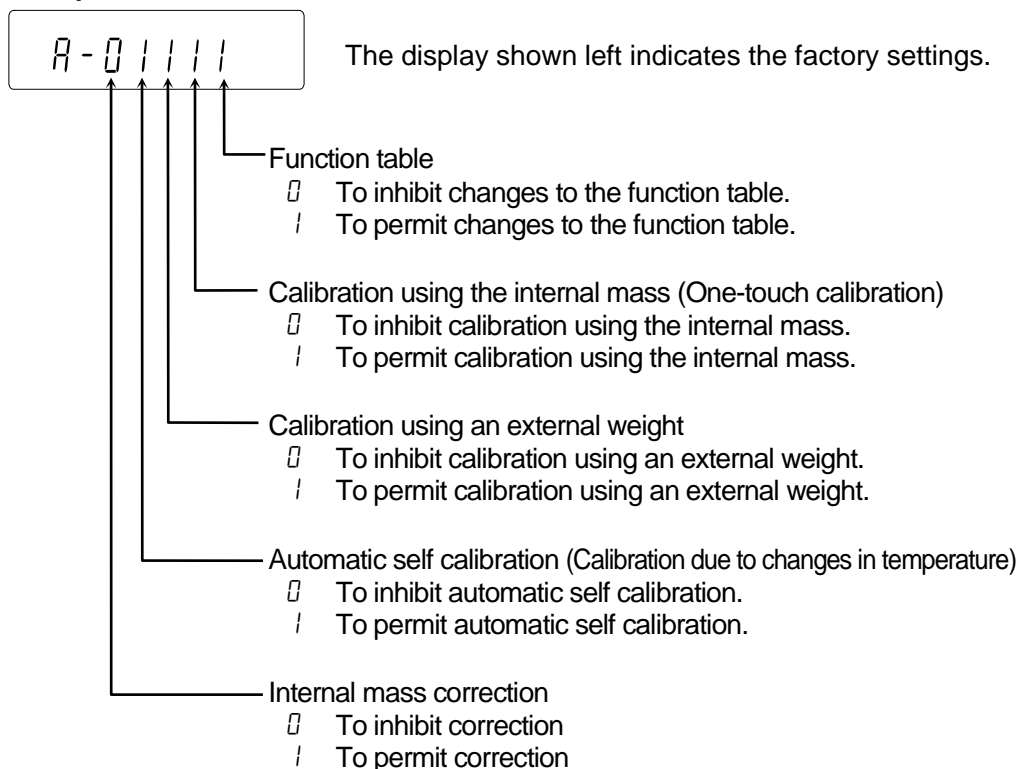 A-01111
The display shown left indicates the factory settings.
Function table
0 To inhibit changes to the function table.
1 To permit changes to the function table.
Calibration using the internal mass (One-touch calibration)
0 To inhibit calibration using the internal mass.
1 To permit calibration using the internal mass.
Calibration using an external weight
0 To inhibit calibration using an external weight.
1 To permit calibration using an external weight.
Automatic self calibration (Calibration due to changes in temperature)
0 To inhibit automatic self calibration.
1 To permit automatic self calibration.
Internal mass correction
0 To inhibit correction
1 To permit correction